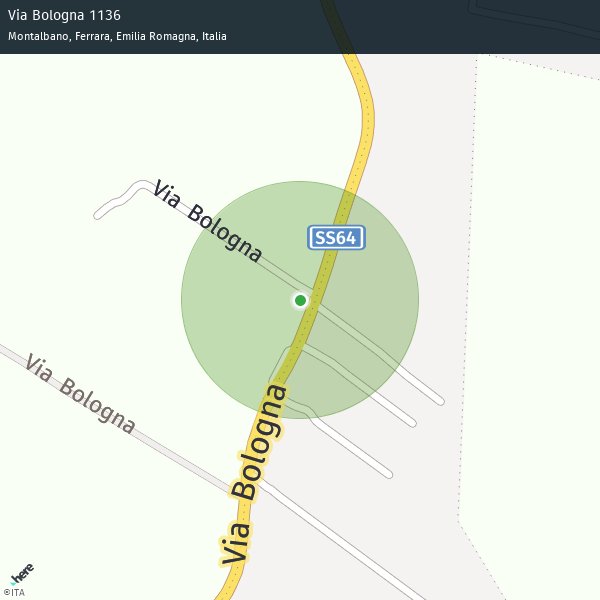 Via Bologna 1136
Montalbano, Ferrara, Emilia Romagna, Italia
Via Bologna
SS64
Via Bologna
Via Bologna
here
©ITA